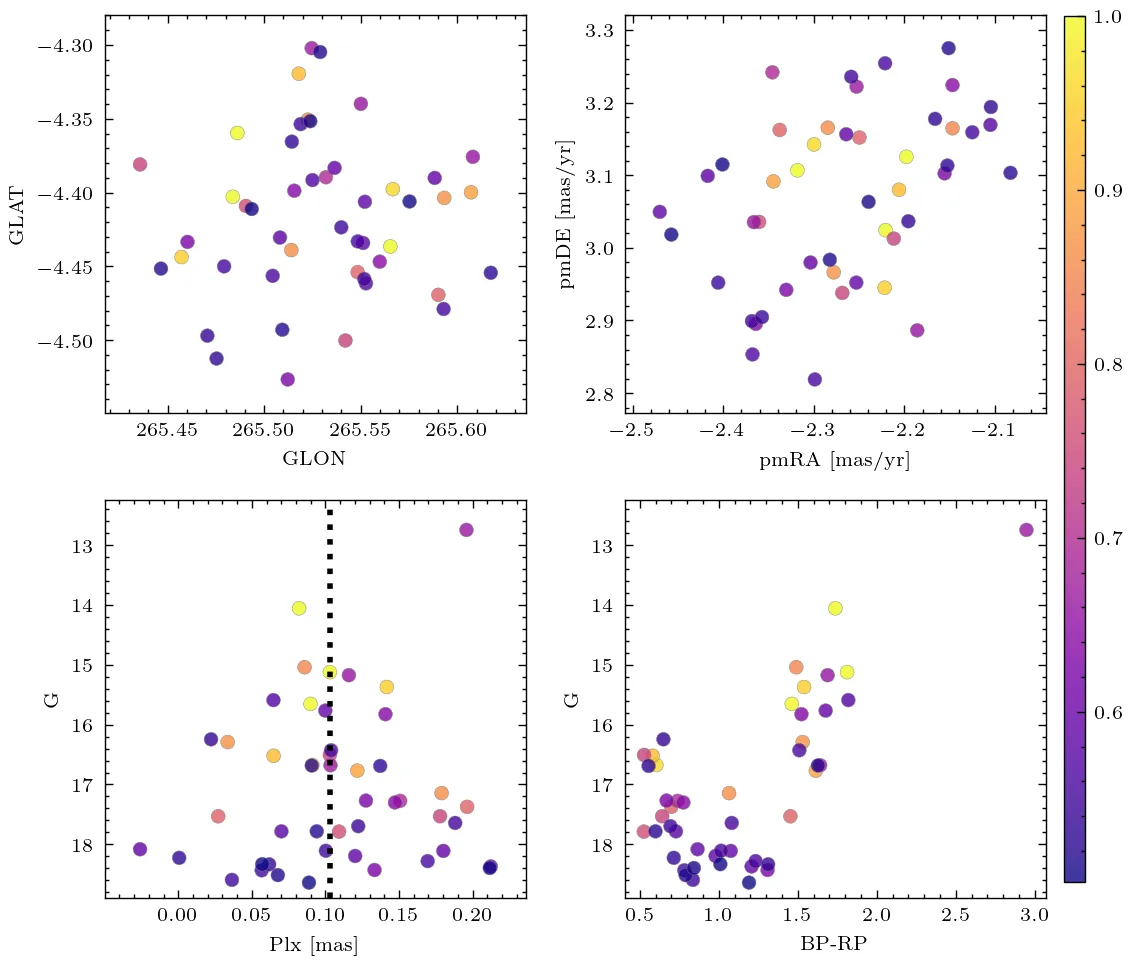 −4.30
−4.35
−4.40
−4.45
−4.50
GLAT
265.45 265.50 265.55 265.60
GLON
3.3
3.2
3.1
3.0
2.9
2.8
pmDE [mas/yr]
−2.5 −2.4 −2.3 −2.2 −2.1
pmRA [mas/yr]
13
14
15
16
17
18
G
0.00 0.05 0.10 0.15 0.20
Plx [mas]
13
14
15
16
17
18
G
0.5 1.0 1.5 2.0 2.5 3.0
BP-RP
1.0
0.9
0.8
0.7
0.6